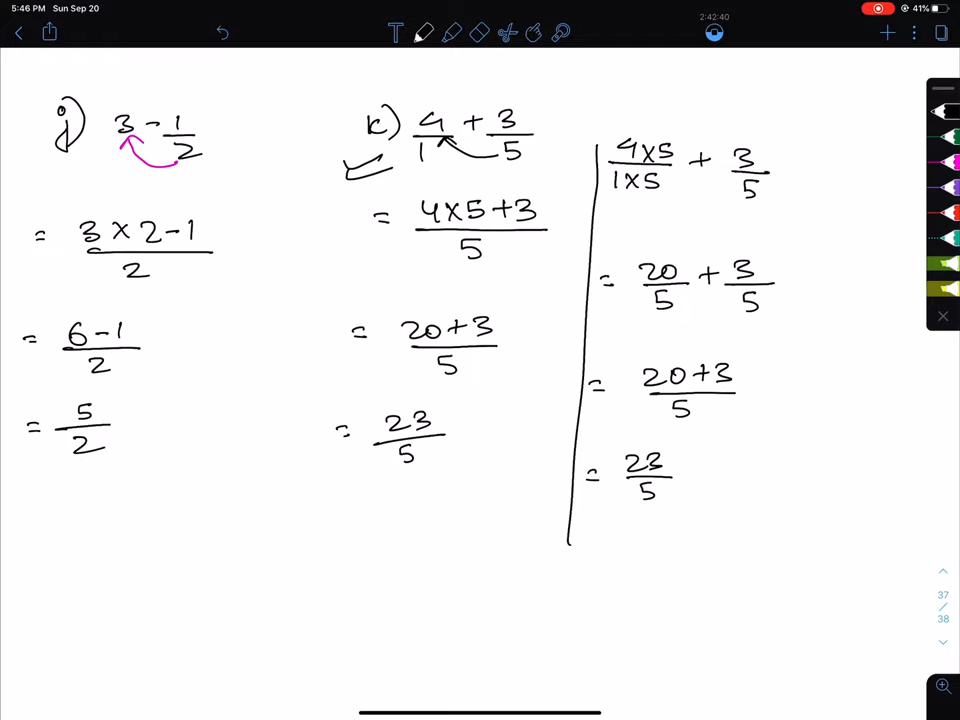 5:46 PM Sun Sep 20
41%
2:42:40
j) 3 - 1/2
= (3 × 2 - 1)/2
= (6 - 1)/2
= 5/2
k) 4/1 + 3/5
= (4 × 5 + 3)/5
= (20 + 3)/5
= 23/5
(4 × 5)/(1 × 5) + 3/5
= 20/5 + 3/5
= (20 + 3)/5
= 23/5
37
/
38